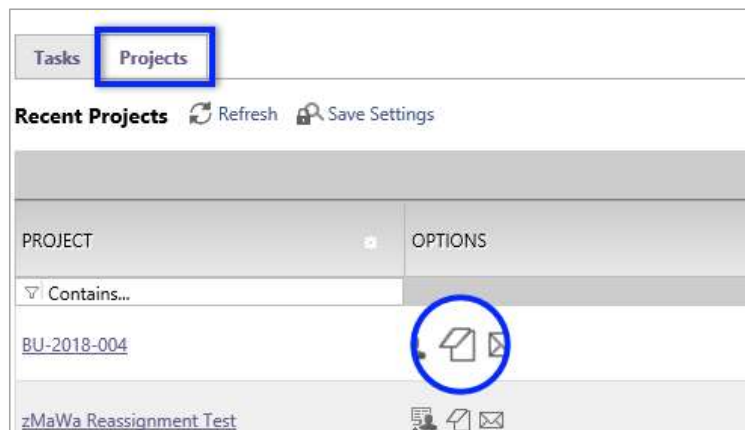 Tasks Projects
Recent Projects Refresh Save Settings
PROJECT OPTIONS
Contains...
BU-2018-004
zMaWa Reassignment Test